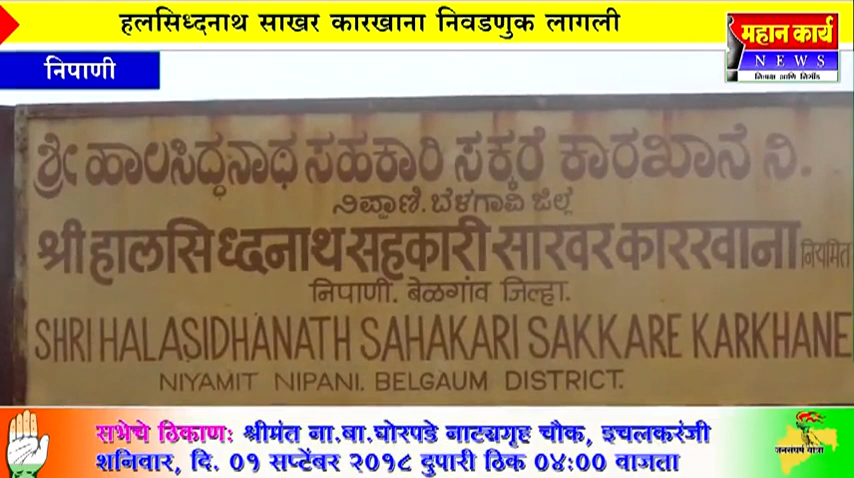 हलसिध्दनाथ साखर कारखाना निवडणुक लागली
महान कार्य
NEWS
निपाणी
ಶ್ರೀ ಹಾಲಸಿದ್ಧನಾಥ ಸಹಕಾರಿ ಸಕ್ಕರೆ ಕಾರಖಾನೆ ನಿ.
ನಿಪ್ಪಾಣಿ. ಬೆಳಗಾವಿ ಜಿಲ್ಲ
श्री हालसिध्दनाथ सहकारी साखर कारखाना नियमित
निपाणी. बेळगांव जिल्हा.
SHRI HALASIDHANATH SAHAKARI SAKKARE KARKHANE
NIYAMIT NIPANI. BELGAUM DISTRICT.
सभेचे ठिकाण: श्रीमंत ना.बा.घोरपडे नाट्यगृह चौक, इचलकरंजी
शनिवार, दि. ०१ सप्टेंबर २०१८ दुपारी ठिक ०४:०० वाजता
जनसंघर्ष यात्रा